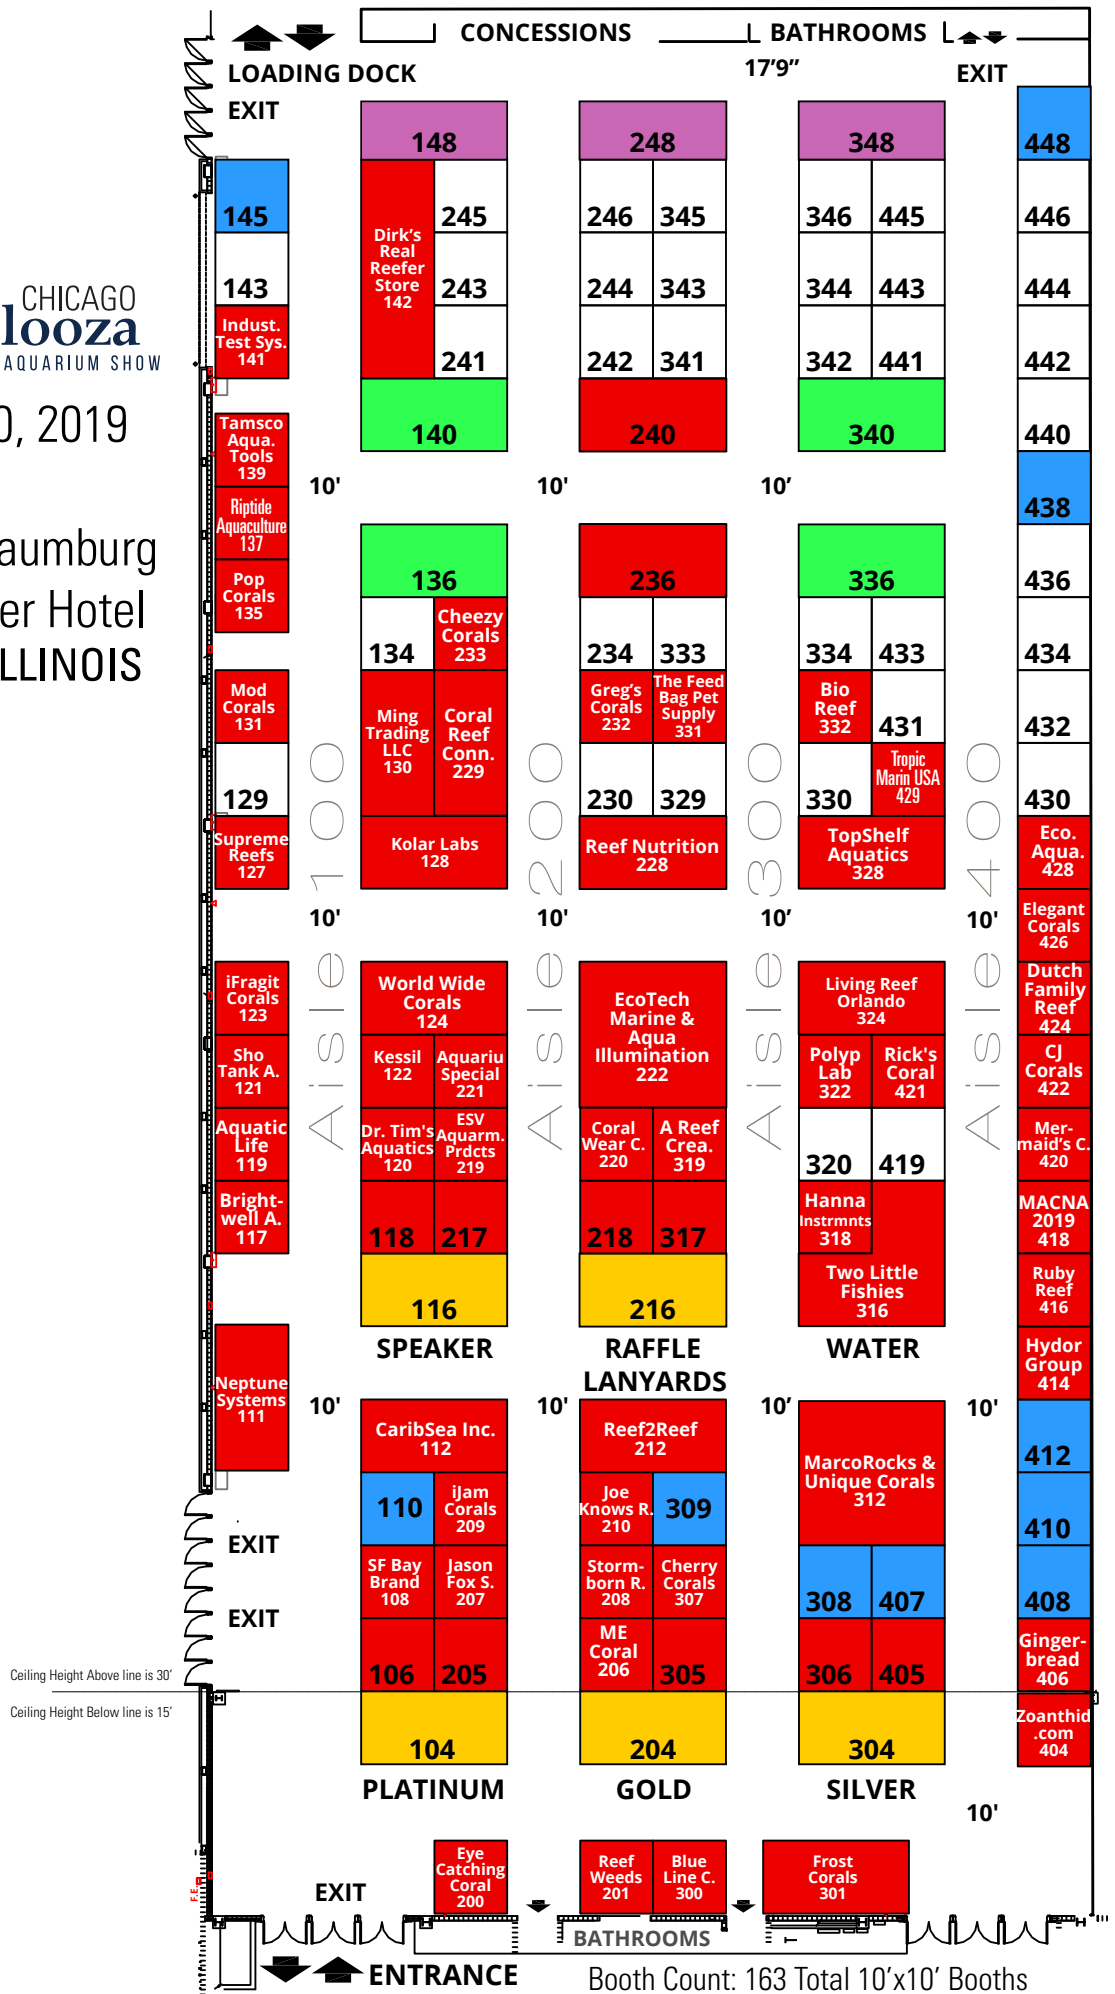 CONCESSIONS
BATHROOMS
LOADING DOCK
17'9”
EXIT
EXIT
148
248
348
448
145
245
246
345
346
445
446
Dirk’s
Real
Reefer
Store
142
143
243
244
343
344
443
444
CHICAGO
looza
AQUARIUM SHOW
Indust.
Test Sys.
141
241
242
341
342
441
442
0, 2019
140
240
340
440
Tamsco
Aqua.
Tools
139
10'
10'
10’
438
Riptide
Aquaculture
137
aumburg
er Hotel
LLINOIS
136
236
336
436
Pop
Corals
135
134
Cheezy
Corals
233
234
333
334
433
434
Mod
Corals
131
Ming
Trading
LLC
130
Coral
Reef
Conn.
229
Greg’s
Corals
232
The Feed
Bag Pet
Supply
331
Bio
Reef
332
431
432
129
230
329
330
Tropic
Marin USA
429
430
Supreme
Reefs
127
Kolar Labs
128
Reef Nutrition
228
TopShelf
Aquatics
328
Eco.
Aqua.
428
Aisle 100
Aisle 200
Aisle 300
Aisle 400
10'
10'
10’
10'
Elegant
Corals
426
iFragit
Corals
123
World Wide
Corals
124
EcoTech
Marine &
Aqua
Illumination
222
Living Reef
Orlando
324
Dutch
Family
Reef
424
Sho
Tank A.
121
Kessil
122
Aquariu
Special
221
Polyp
Lab
322
Rick's
Coral
421
CJ
Corals
422
Aquatic
Life
119
Dr. Tim's
Aquatics
120
ESV
Aquarm.
Prdcts
219
Coral
Wear C.
220
A Reef
Crea.
319
320
419
Mer-
maid’s C.
420
Bright-
well A.
117
118
217
218
317
Hanna
Instrmnts
318
MACNA
2019
418
116
216
Two Little
Fishies
316
Ruby
Reef
416
SPEAKER
RAFFLE
LANYARDS
WATER
Hydor
Group
414
Neptune
Systems
111
10'
10'
10’
10'
CaribSea Inc.
112
Reef2Reef
212
MarcoRocks &
Unique Corals
312
412
110
iJam
Corals
209
Joe
Knows R.
210
309
410
EXIT
SF Bay
Brand
108
Jason
Fox S.
207
Storm-
born R.
208
Cherry
Corals
307
308
407
408
EXIT
106
205
ME
Coral
206
305
306
405
Ginger-
bread
406
Ceiling Height Above line is 30’
Ceiling Height Below line is 15’
104
204
304
Zoanthid
.com
404
PLATINUM
GOLD
SILVER
10'
Eye
Catching
Coral
200
Reef
Weeds
201
Blue
Line C.
300
Frost
Corals
301
F.E.
EXIT
BATHROOMS
ENTRANCE
Booth Count: 163 Total 10’x10’ Booths